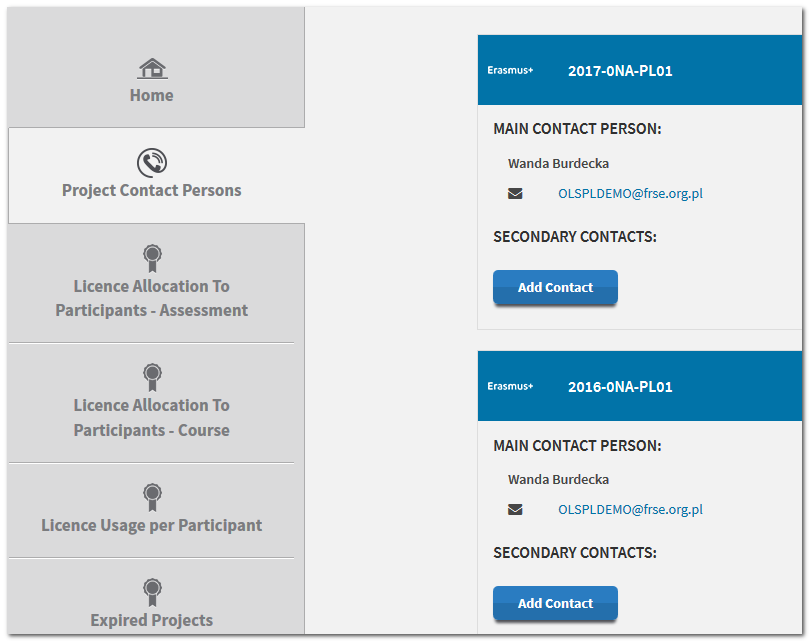 Home
Project Contact Persons
Licence Allocation To
Participants - Assessment
Licence Allocation To
Participants - Course
Licence Usage per Participant
Expired Projects
Erasmus+ 2017-0NA-PL01
MAIN CONTACT PERSON:
Wanda Burdecka
OLSPLDEMO@frse.org.pl
SECONDARY CONTACTS:
Add Contact
Erasmus+ 2016-0NA-PL01
MAIN CONTACT PERSON:
Wanda Burdecka
OLSPLDEMO@frse.org.pl
SECONDARY CONTACTS:
Add Contact